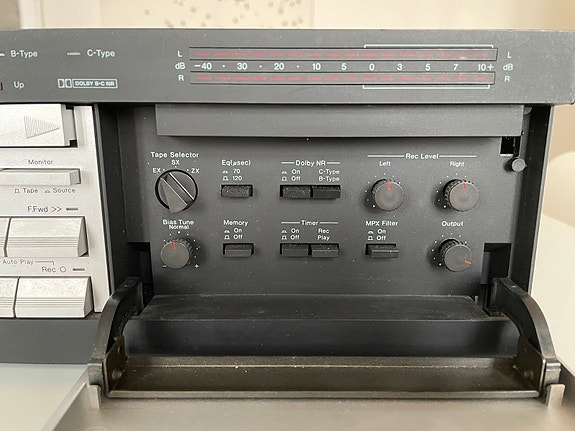 B-Type C-Type
Up DOLBY B-C NR
L L
dB -40 · 30 · 20 · 10 5 0 3 5 7 10+ dB
R R
Monitor
Tape Source
F.Fwd >>
Auto Play
Rec O
Tape Selector
SX
EX ZX
Eq(μsec)
70
120
Dolby NR
On C-Type
Off B-Type
Rec Level
Left Right
Bias Tune
Normal
- +
Memory
On
Off
Timer
On Rec
Off Play
MPX Filter
On
Off
Output